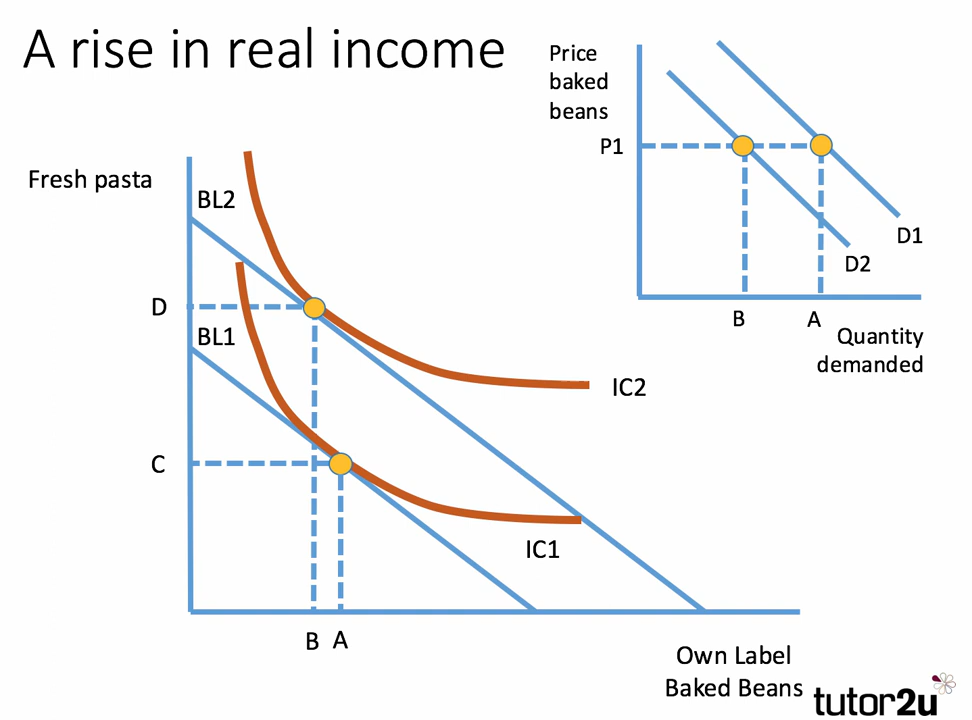 A rise in real income
Price
baked
beans
P1
D1
D2
B
A
Quantity
demanded
Fresh pasta
BL2
D
BL1
IC2
C
IC1
B
A
Own Label
Baked Beans
tutor2u